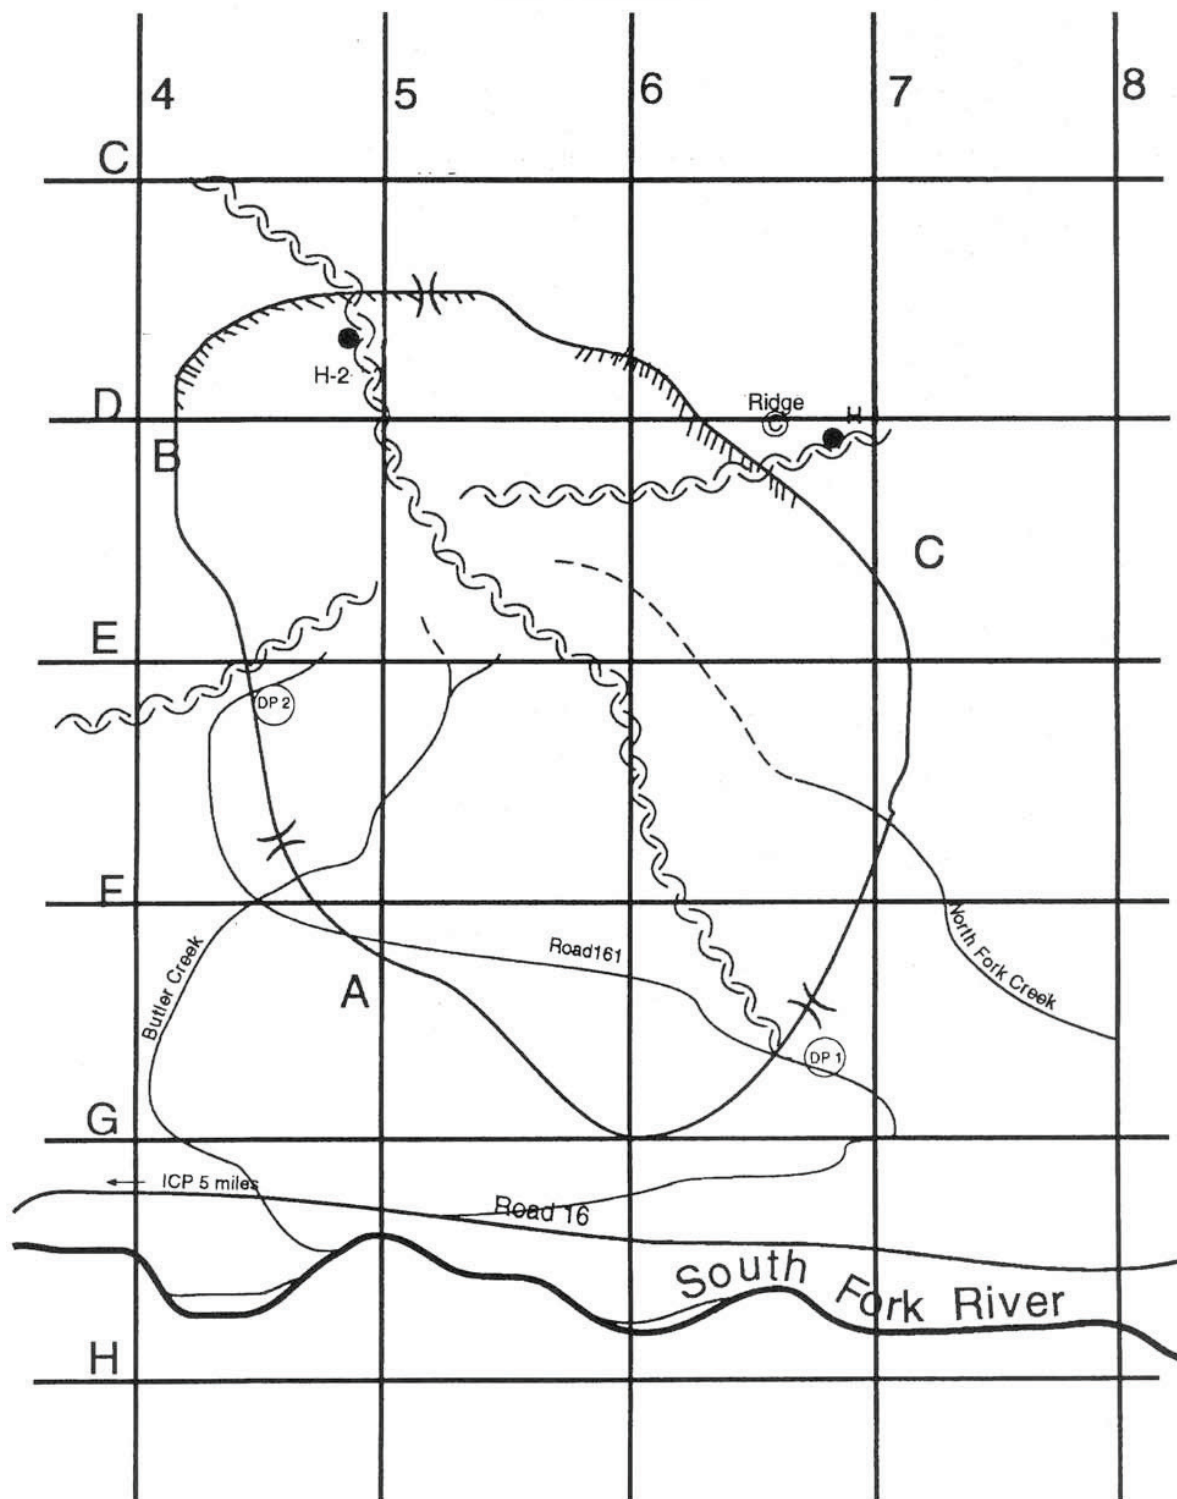 4 5 6 7 8
C
H-2
D
Ridge
C
H
B
C
E
DP 2
F
Road161
North Fork Creek
Butler Creek
A
DP 1
G
ICP 5 miles
Road 16
South Fork River
H